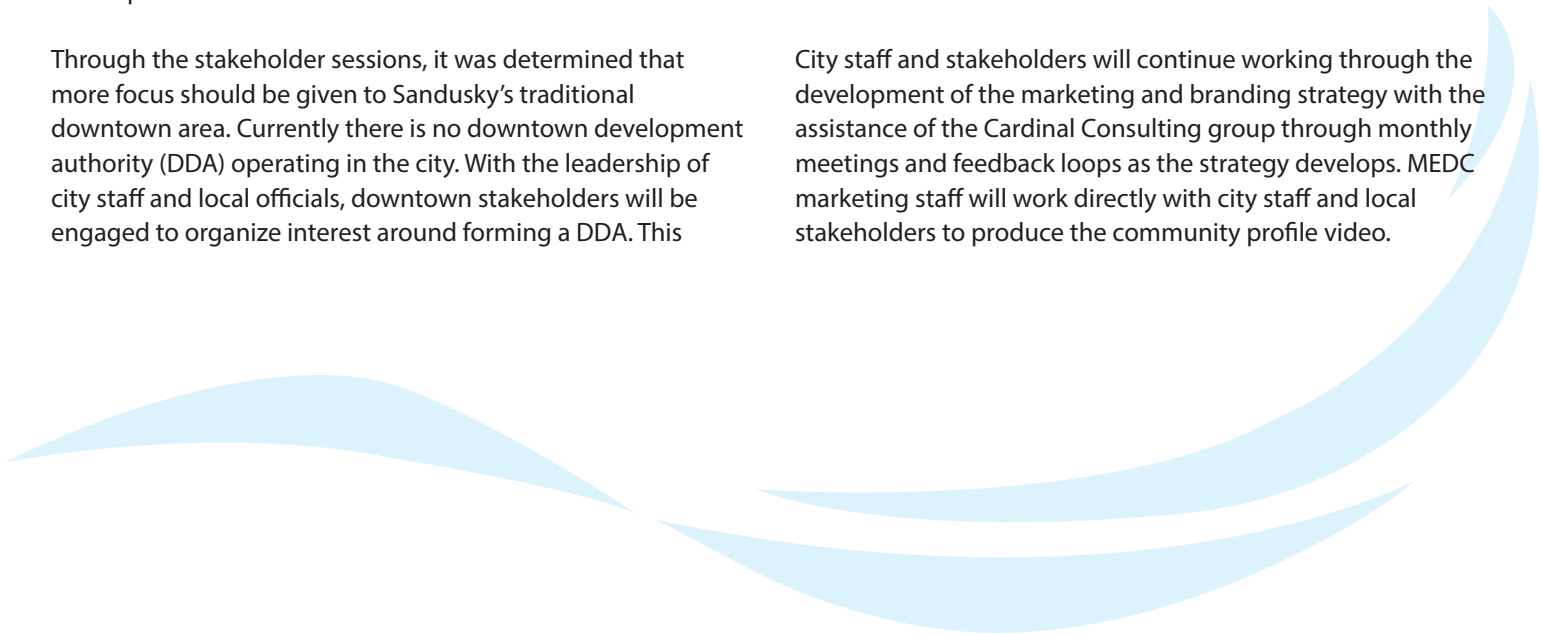 Through the stakeholder sessions, it was determined that
more focus should be given to Sandusky’s traditional
downtown area. Currently there is no downtown development
authority (DDA) operating in the city. With the leadership of
city staff and local officials, downtown stakeholders will be
engaged to organize interest around forming a DDA. This
City staff and stakeholders will continue working through the
development of the marketing and branding strategy with the
assistance of the Cardinal Consulting group through monthly
meetings and feedback loops as the strategy develops. MEDC
marketing staff will work directly with city staff and local
stakeholders to produce the community profile video.